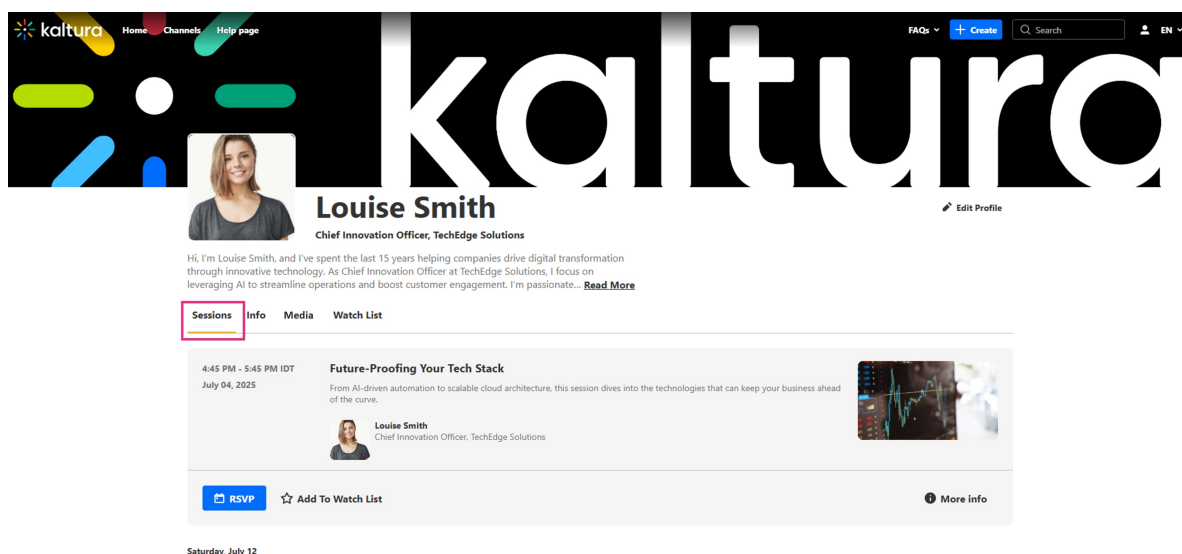 kaltura Home Channels Help page FAQs + Create Search EN
kaltura
Louise Smith
Edit Profile
Chief Innovation Officer, TechEdge Solutions
Hi, I'm Louise Smith, and I've spent the last 15 years helping companies drive digital transformation
through innovative technology. As Chief Innovation Officer at TechEdge Solutions, I focus on
leveraging AI to streamline operations and boost customer engagement. I'm passionate... Read More
Sessions Info Media Watch List
4:45 PM - 5:45 PM IDT
July 04, 2025
Future-Proofing Your Tech Stack
From AI-driven automation to scalable cloud architecture, this session dives into the technologies that can keep your business ahead
of the curve.
Louise Smith
Chief Innovation Officer, TechEdge Solutions
RSVP Add To Watch List More info
Saturday, July 12